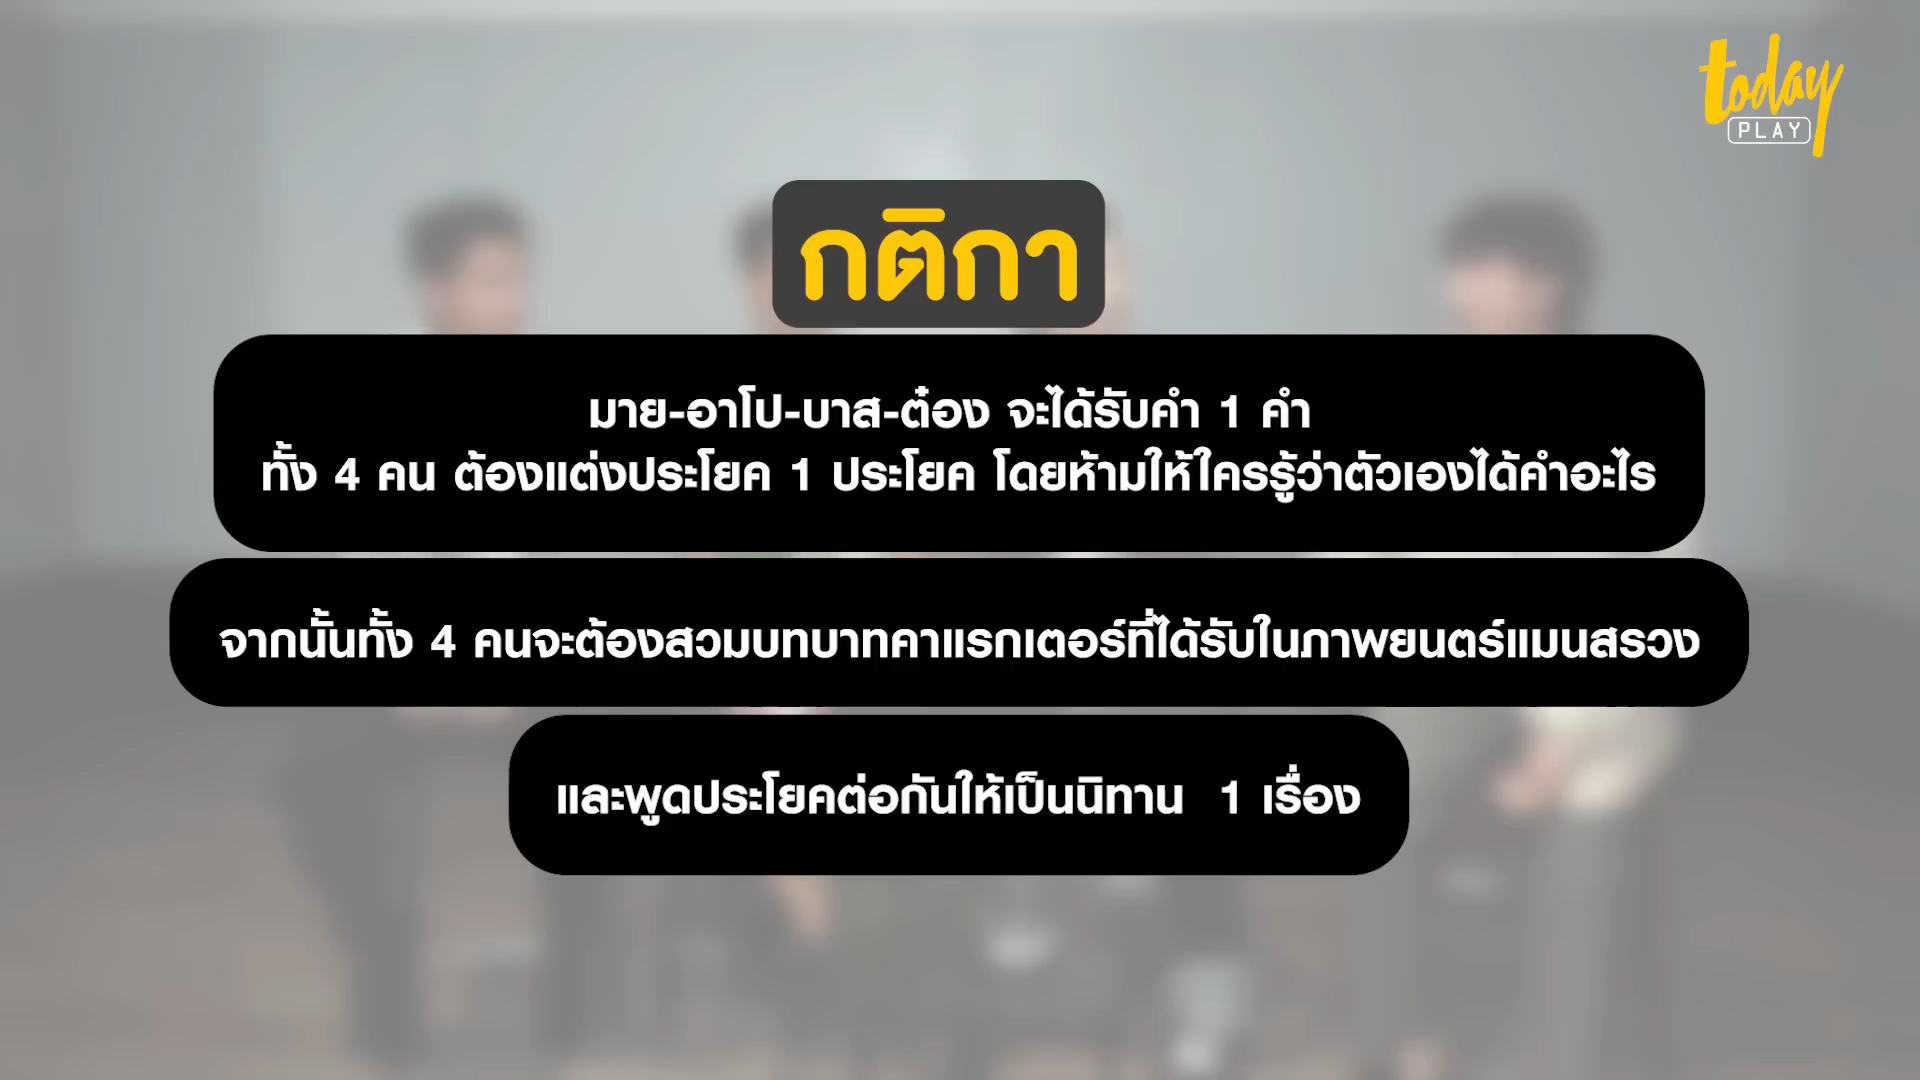 today
PLAY
กติกา
มาย-อาโป-บาส-ต๋อง จะได้รับคำ 1 คำ
ทั้ง 4 คน ต้องแต่งประโยค 1 ประโยค โดยห้ามให้ใครรู้ว่าตัวเองได้คำอะไร
จากนั้นทั้ง 4 คนจะต้องสวมบทบาทคาแรกเตอร์ที่ได้รับในภาพยนตร์แมนสรวง
และพูดประโยคต่อกันให้เป็นนิทาน 1 เรื่อง